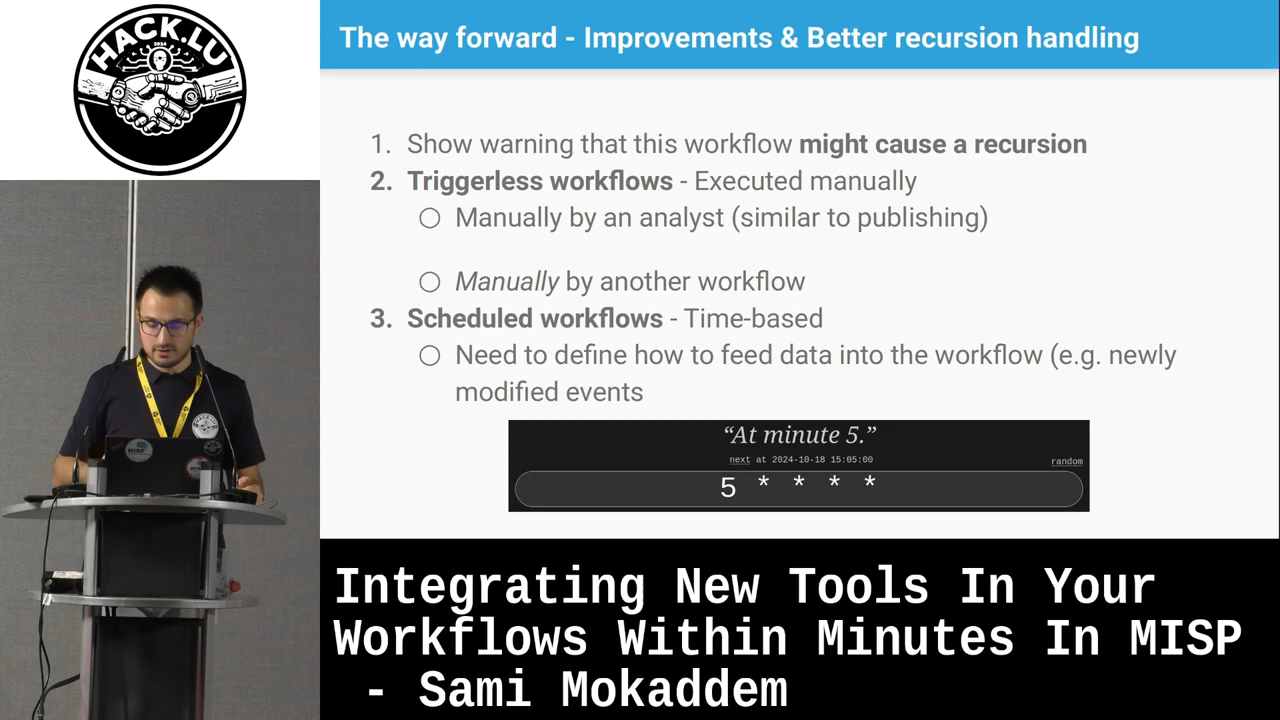 HACK.LU
2024
The way forward - Improvements & Better recursion handling
1. Show warning that this workflow might cause a recursion
2. Triggerless workflows - Executed manually
○ Manually by an analyst (similar to publishing)
○ Manually by another workflow
3. Scheduled workflows - Time-based
○ Need to define how to feed data into the workflow (e.g. newly
modified events
“At minute 5.”
next at 2024-10-18 15:05:00
random
5 * * * *
MISP
Integrating New Tools In Your
Workflows Within Minutes In MISP
- Sami Mokaddem